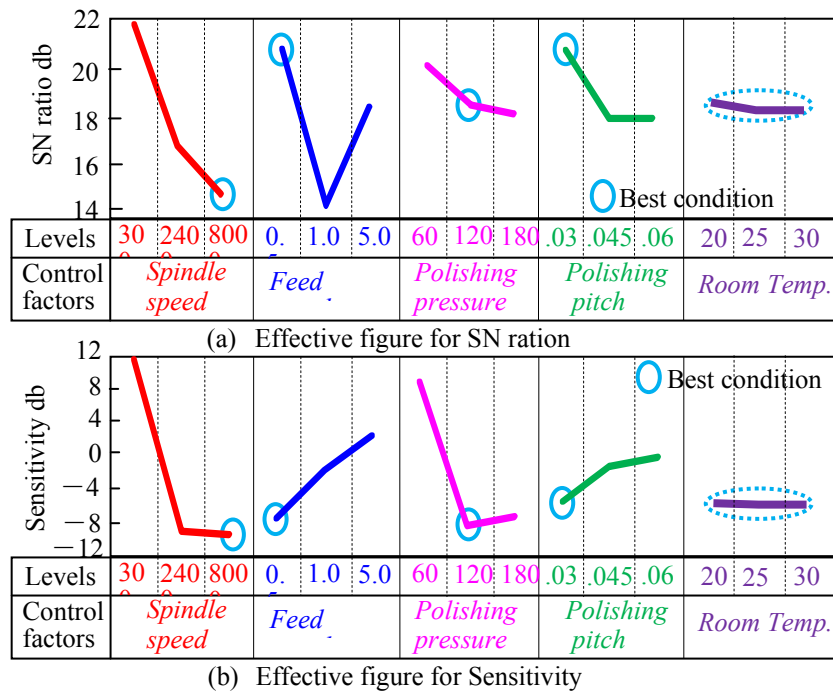 22
20
18
16
14
SN ratio db
Best condition
Levels 30 240 800 0. 1.0 5.0 60 120 180 .03 .045 .06 20 25 30
Control factors Spindle speed Feed Polishing pressure Polishing pitch Room Temp.
(a) Effective figure for SN ration
12
8
4
0
−4
−8
−12
Sensitivity db
Best condition
Levels 30 240 800 0. 1.0 5.0 60 120 180 .03 .045 .06 20 25 30
Control factors Spindle speed Feed Polishing pressure Polishing pitch Room Temp.
(b) Effective figure for Sensitivity